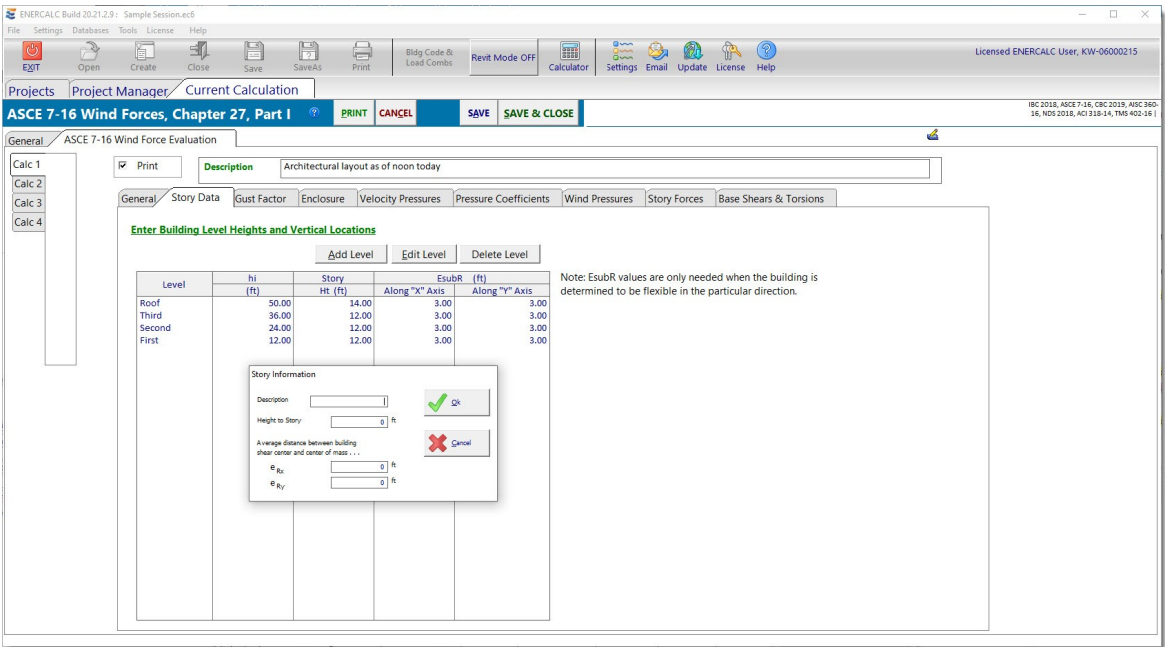 ENERCALC Build 20.21.2.9 : Sample Session.ec6
File Settings Databases Tools License Help
EXIT Open Create Close Save SaveAs Print Bldg Code & Load Combs Revit Mode OFF Calculator Settings Email Update License Help Licensed ENERCALC User, KW-06000215
Projects Project Manager Current Calculation
ASCE 7-16 Wind Forces, Chapter 27, Part I ? PRINT CANCEL SAVE SAVE & CLOSE
IBC 2018, ASCE 7-16, CBC 2019, AISC 360-
16, NDS 2018, ACI 318-14, TMS 402-16 |
General ASCE 7-16 Wind Force Evaluation
Calc 1 Print Description Architectural layout as of noon today
Calc 2
Calc 3
Calc 4
General Story Data Gust Factor Enclosure Velocity Pressures Pressure Coefficients Wind Pressures Story Forces Base Shears & Torsions
Enter Building Level Heights and Vertical Locations
Add Level Edit Level Delete Level
Note: EsubR values are only needed when the building is
determined to be flexible in the particular direction.
Level hi (ft) Story Ht (ft) EsubR (ft)
Along "X" Axis Along "Y" Axis
Roof 50.00 14.00 3.00 3.00
Third 36.00 12.00 3.00 3.00
Second 24.00 12.00 3.00 3.00
First 12.00 12.00 3.00 3.00
Story Information
Description
Ok
Height to Story 0 ft
Average distance between building
shear center and center of mass . . .
Cancel
e Rx 0 ft
e Ry 0 ft